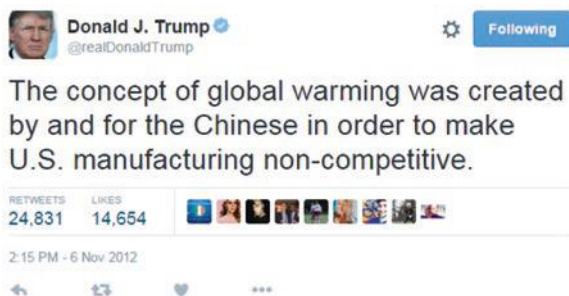 Donald J. Trump
@realDonaldTrump
Following
The concept of global warming was created
by and for the Chinese in order to make
U.S. manufacturing non-competitive.
RETWEETS LIKES
24,831 14,654
2:15 PM - 6 Nov 2012